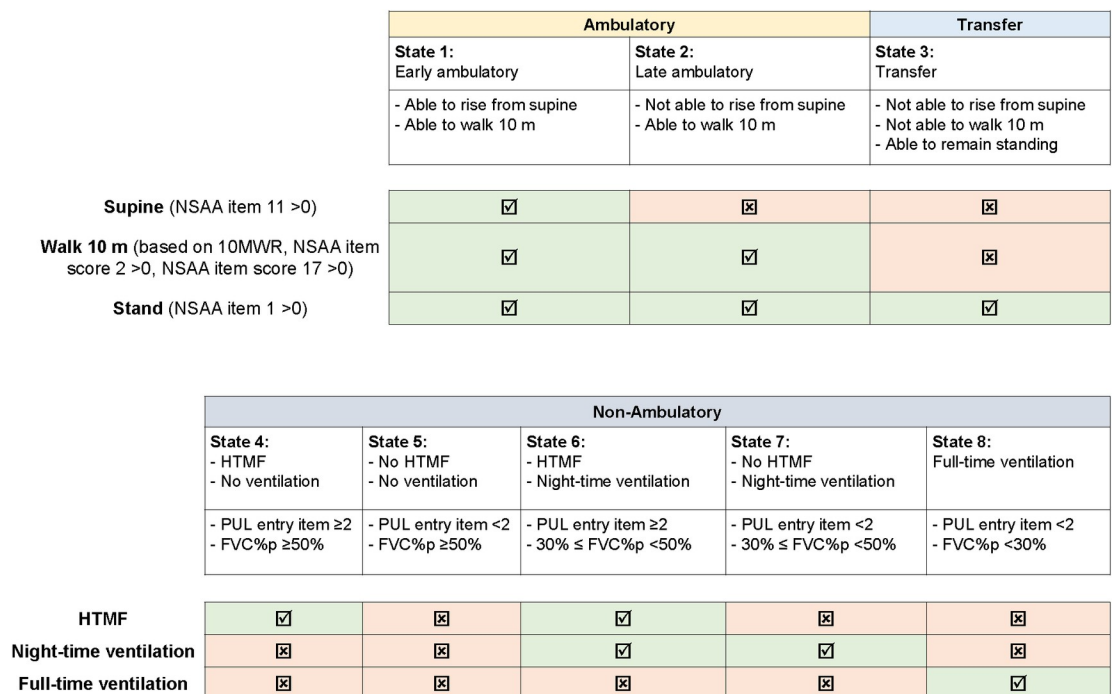 Ambulatory Transfer
State 1: State 2: State 3:
Early ambulatory Late ambulatory Transfer
- Able to rise from supine - Not able to rise from supine - Not able to rise from supine
- Able to walk 10 m - Able to walk 10 m - Not able to walk 10 m
- Able to remain standing
Supine (NSAA item 11 >0) ☑ ☒ ☒
Walk 10 m (based on 10MWR, NSAA item
score 2 >0, NSAA item score 17 >0) ☑ ☑ ☒
Stand (NSAA item 1 >0) ☑ ☑ ☑
Non-Ambulatory
State 4: State 5: State 6: State 7: State 8:
- HTMF - No HTMF - HTMF - No HTMF Full-time ventilation
- No ventilation - No ventilation - Night-time ventilation - Night-time ventilation
- PUL entry item ≥2 - PUL entry item <2 - PUL entry item ≥2 - PUL entry item <2 - PUL entry item <2
- FVC%p ≥50% - FVC%p ≥50% - 30% ≤ FVC%p <50% - 30% ≤ FVC%p <50% - FVC%p <30%
HTMF ☑ ☒ ☑ ☒ ☒
Night-time ventilation ☒ ☒ ☑ ☑ ☒
Full-time ventilation ☒ ☒ ☒ ☒ ☑